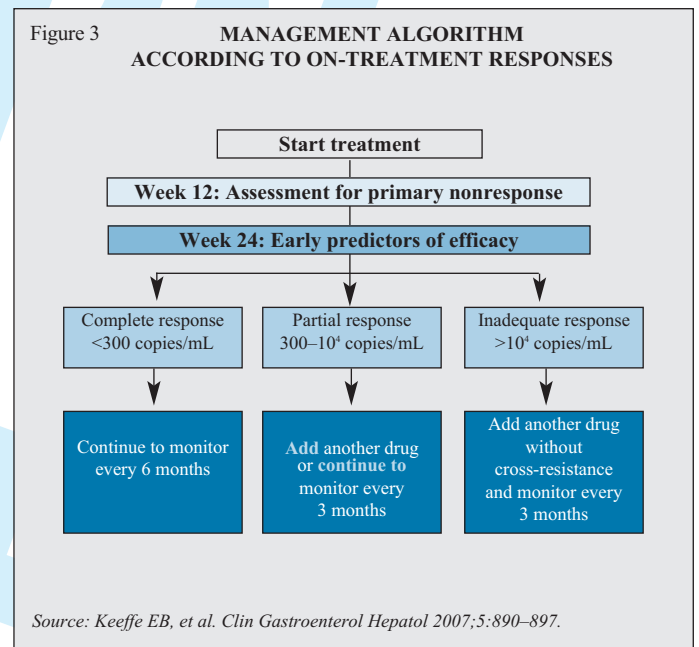 Figure 3
MANAGEMENT ALGORITHM
ACCORDING TO ON-TREATMENT RESPONSES
Start treatment
Week 12: Assessment for primary nonresponse
Week 24: Early predictors of efficacy
Complete response
<300 copies/mL
Partial response
300–10⁴ copies/mL
Inadequate response
>10⁴ copies/mL
Continue to monitor
every 6 months
Add another drug
or continue to
monitor every
3 months
Add another drug
without
cross-resistance
and monitor every
3 months
Source: Keeffe EB, et al. Clin Gastroenterol Hepatol 2007;5:890–897.